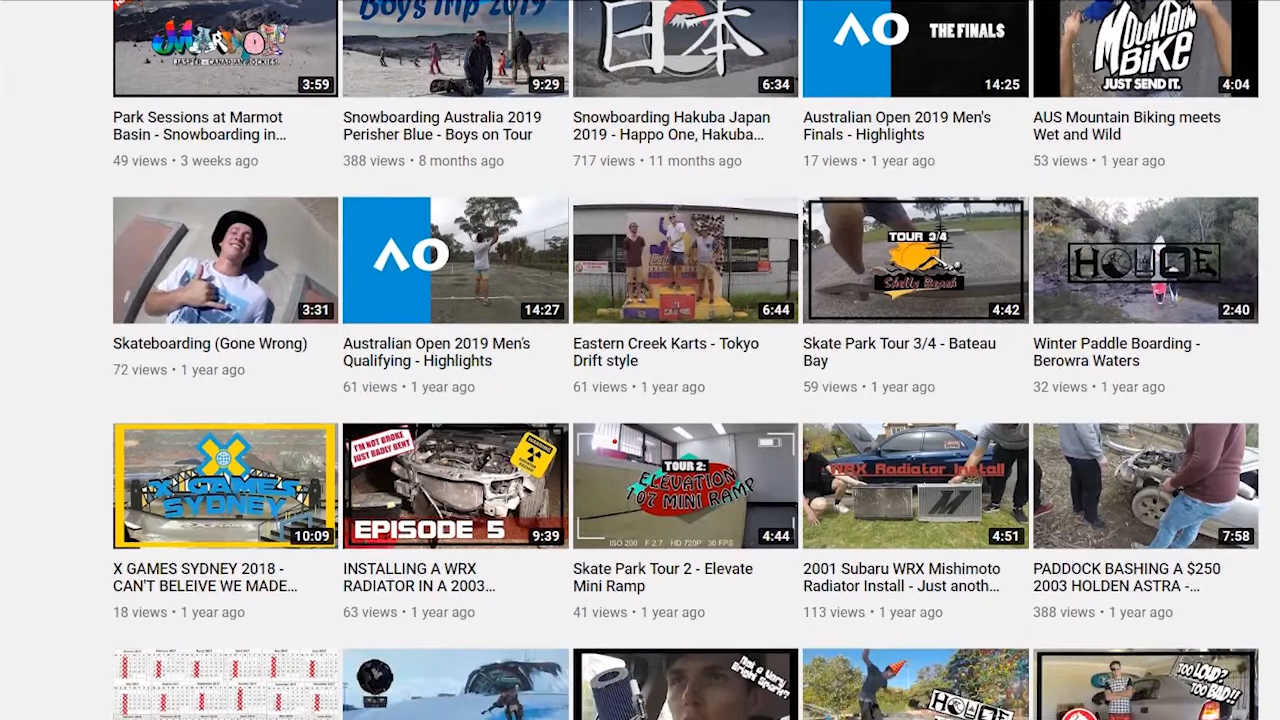 Boys Trip 2019
日本
AO THE FINALS
MOUNTAIN
BIKE
JUST SEND IT.
MARMOT
JASPER - CANADIAN ROCKIES
3:59
9:29
6:34
14:25
4:04
Park Sessions at Marmot
Basin - Snowboarding in...
49 views • 3 weeks ago
Snowboarding Australia 2019
Perisher Blue - Boys on Tour
388 views • 8 months ago
Snowboarding Hakuba Japan
2019 - Happo One, Hakuba...
717 views • 11 months ago
Australian Open 2019 Men's
Finals - Highlights
17 views • 1 year ago
AUS Mountain Biking meets
Wet and Wild
53 views • 1 year ago
3:31
AO
14:27
6:44
TOUR 3/4
Shelly Beach
4:42
2:40
Skateboarding (Gone Wrong)
72 views • 1 year ago
Australian Open 2019 Men's
Qualifying - Highlights
61 views • 1 year ago
Eastern Creek Karts - Tokyo
Drift style
61 views • 1 year ago
Skate Park Tour 3/4 - Bateau
Bay
59 views • 1 year ago
Winter Paddle Boarding -
Berowra Waters
32 views • 1 year ago
X GAMES
SYDNEY
10:09
I'M NOT BROKE
JUST BADLY BENT
EPISODE 5
9:39
TOUR 2:
ELEVATION
107 MINI RAMP
ISO 200 F 2.7 HD 720P 30 FPS
4:44
WRX Radiator Install
4:51
7:58
X GAMES SYDNEY 2018 -
CAN'T BELEIVE WE MADE...
18 views • 1 year ago
INSTALLING A WRX
RADIATOR IN A 2003...
63 views • 1 year ago
Skate Park Tour 2 - Elevate
Mini Ramp
41 views • 1 year ago
2001 Subaru WRX Mishimoto
Radiator Install - Just anoth...
113 views • 1 year ago
PADDOCK BASHING A $250
2003 HOLDEN ASTRA -...
388 views • 1 year ago
Not a Very
Bright Spark??
TOO LOUD?
TOO BAD!!